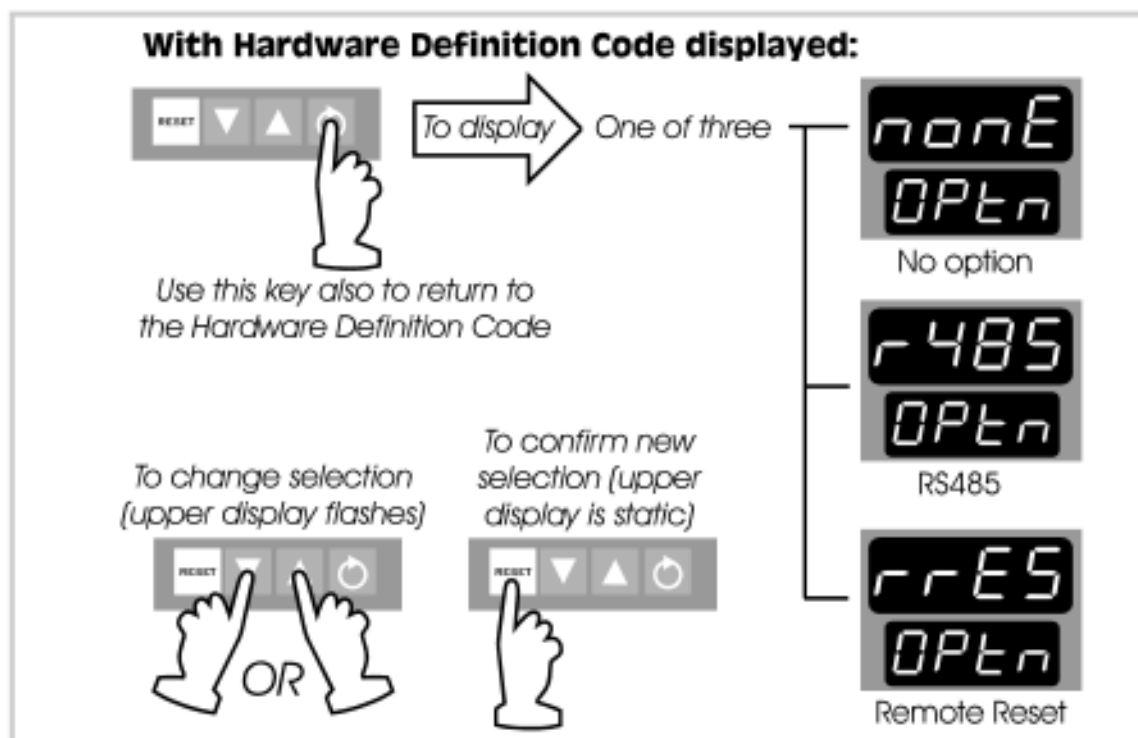 With Hardware Definition Code displayed:
RESET
To display
One of three
nonE
OPtn
No option
Use this key also to return to
the Hardware Definition Code
r485
OPtn
RS485
To change selection
(upper display flashes)
RESET
OR
To confirm new
selection (upper
display is static)
RESET
rrES
OPtn
Remote Reset